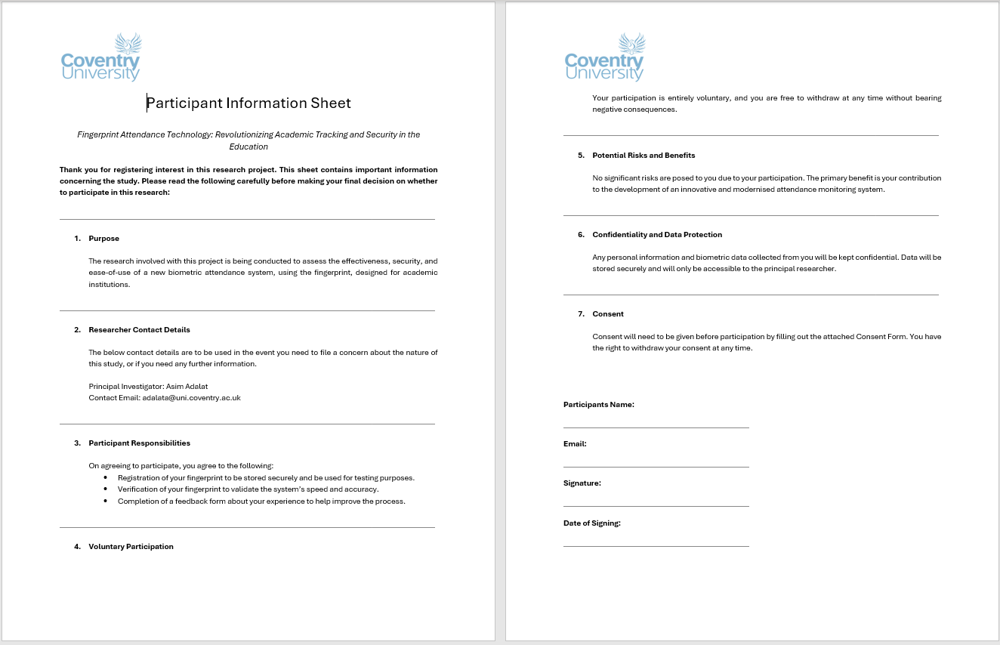 Coventry
University
Participant Information Sheet
Fingerprint Attendance Technology: Revolutionizing Academic Tracking and Security in the
Education
Thank you for registering interest in this research project. This sheet contains important information
concerning the study. Please read the following carefully before making your final decision on whether
to participate in this research:
1. Purpose
The research involved with this project is being conducted to assess the effectiveness, security, and
ease-of-use of a new biometric attendance system, using the fingerprint, designed for academic
institutions.
2. Researcher Contact Details
The below contact details are to be used in the event you need to file a concern about the nature of
this study, or if you need any further information.
Principal Investigator: Asim Adalat
Contact Email: adalata@uni.coventry.ac.uk
3. Participant Responsibilities
On agreeing to participate, you agree to the following:
• Registration of your fingerprint to be stored securely and be used for testing purposes.
• Verification of your fingerprint to validate the system's speed and accuracy.
• Completion of a feedback form about your experience to help improve the process.
4. Voluntary Participation
Coventry
University
Your participation is entirely voluntary, and you are free to withdraw at any time without bearing
negative consequences.
5. Potential Risks and Benefits
No significant risks are posed to you due to your participation. The primary benefit is your contribution
to the development of an innovative and modernised attendance monitoring system.
6. Confidentiality and Data Protection
Any personal information and biometric data collected from you will be kept confidential. Data will be
stored securely and will only be accessible to the principal researcher.
7. Consent
Consent will need to be given before participation by filling out the attached Consent Form. You have
the right to withdraw your consent at any time.
Participants Name:
Email:
Signature:
Date of Signing: